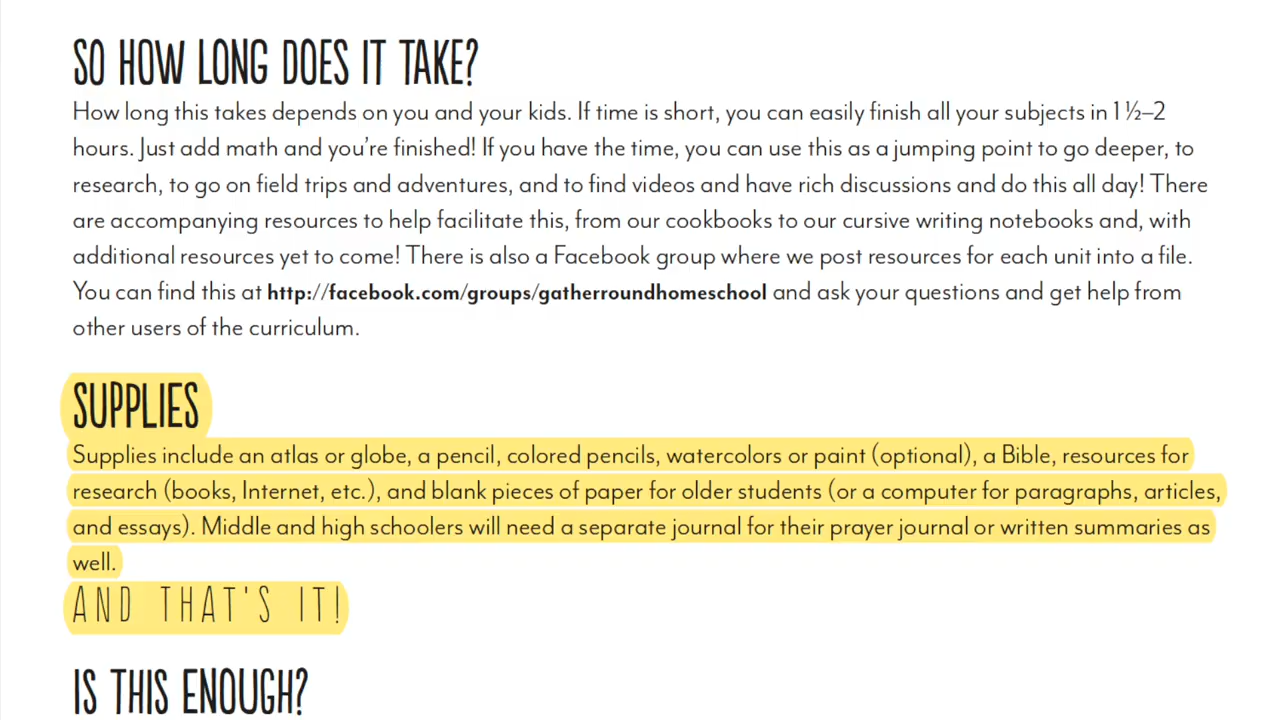 SO HOW LONG DOES IT TAKE?
How long this takes depends on you and your kids. If time is short, you can easily finish all your subjects in 1 ½–2
hours. Just add math and you're finished! If you have the time, you can use this as a jumping point to go deeper, to
research, to go on field trips and adventures, and to find videos and have rich discussions and do this all day! There
are accompanying resources to help facilitate this, from our cookbooks to our cursive writing notebooks and, with
additional resources yet to come! There is also a Facebook group where we post resources for each unit into a file.
You can find this at http://facebook.com/groups/gatherroundhomeschool and ask your questions and get help from
other users of the curriculum.
SUPPLIES
Supplies include an atlas or globe, a pencil, colored pencils, watercolors or paint (optional), a Bible, resources for
research (books, Internet, etc.), and blank pieces of paper for older students (or a computer for paragraphs, articles,
and essays). Middle and high schoolers will need a separate journal for their prayer journal or written summaries as
well.
AND THAT'S IT!
IS THIS ENOUGH?